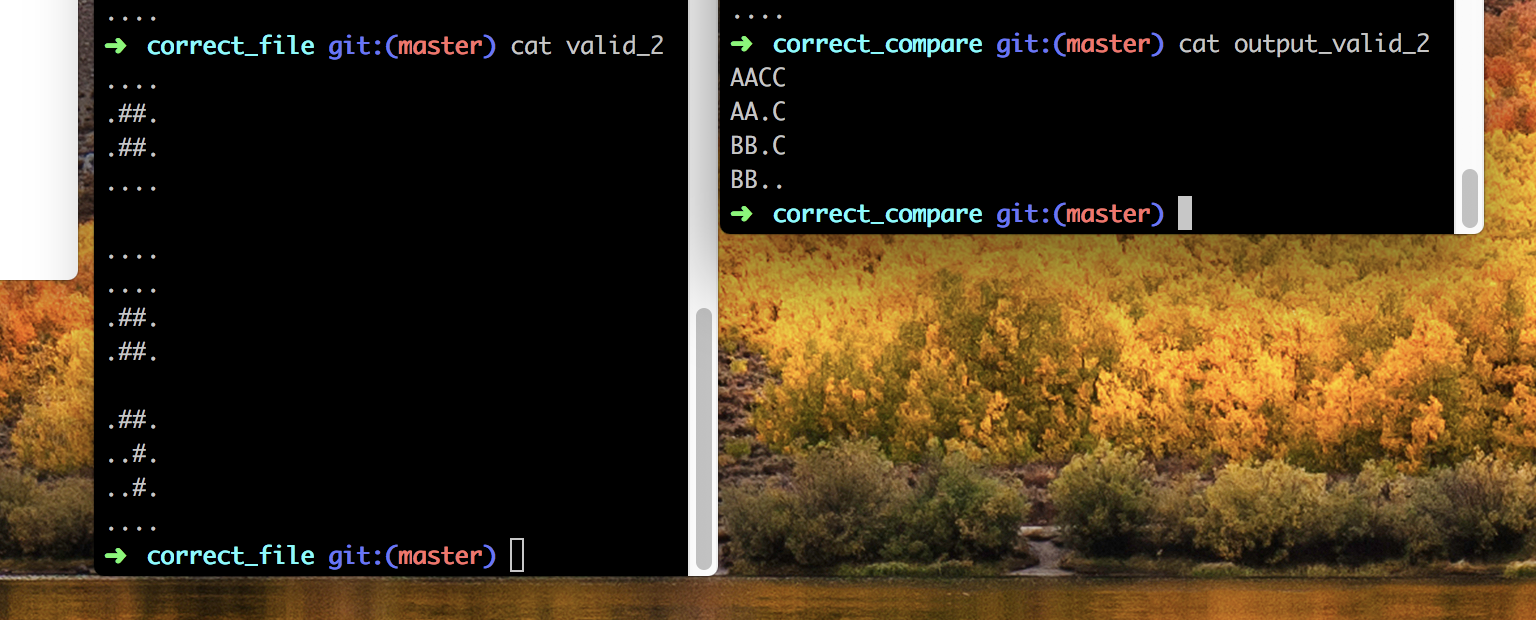 ....
➜ correct_file git:(master) cat valid_2
....
.##.
.##.
....

....
....
.##.
.##.

.##.
..#.
..#.
....
➜ correct_file git:(master)
....
➜ correct_compare git:(master) cat output_valid_2
AACC
AA.C
BB.C
BB..
➜ correct_compare git:(master)